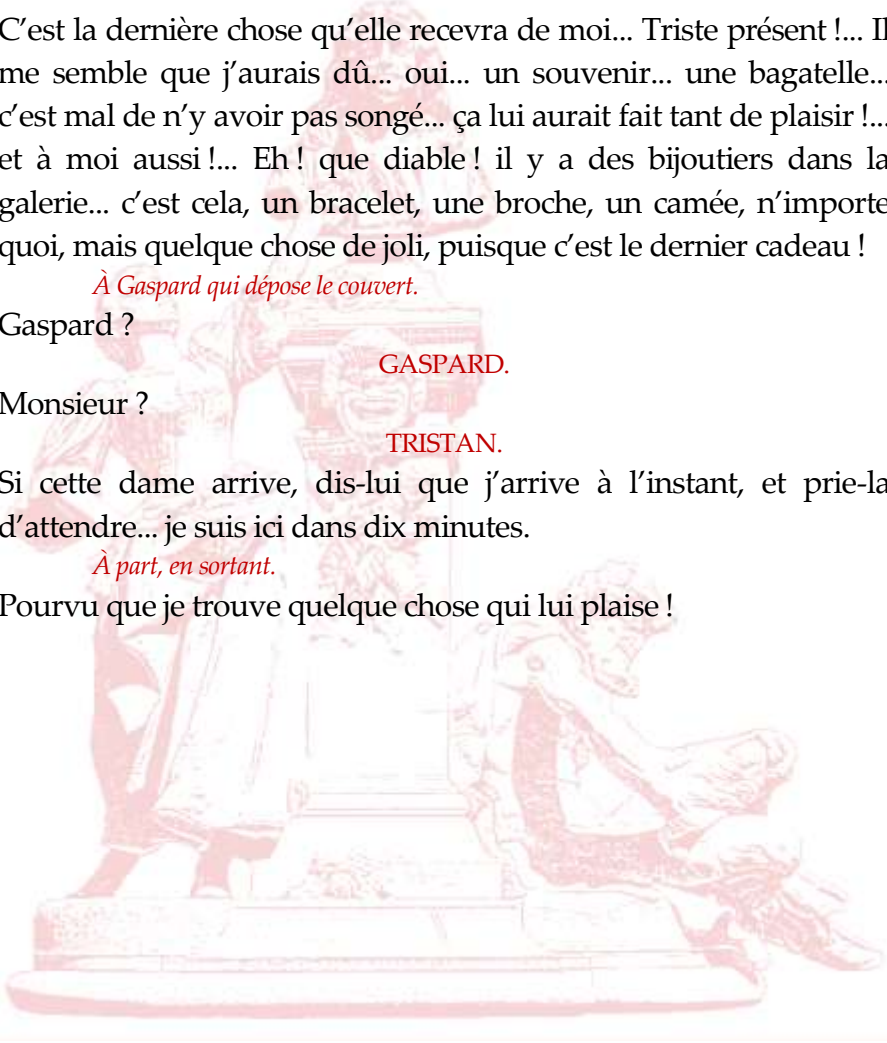 C’est la dernière chose qu’elle recevra de moi... Triste présent !... Il
me semble que j’aurais dû... oui... un souvenir... une bagatelle...
c’est mal de n’y avoir pas songé... ça lui aurait fait tant de plaisir !...
et à moi aussi !... Eh ! que diable ! il y a des bijoutiers dans la
galerie... c’est cela, un bracelet, une broche, un camée, n’importe
quoi, mais quelque chose de joli, puisque c’est le dernier cadeau !
À Gaspard qui dépose le couvert.
Gaspard ?
GASPARD.
Monsieur ?
TRISTAN.
Si cette dame arrive, dis-lui que j’arrive à l’instant, et prie-la
d’attendre... je suis ici dans dix minutes.
À part, en sortant.
Pourvu que je trouve quelque chose qui lui plaise !